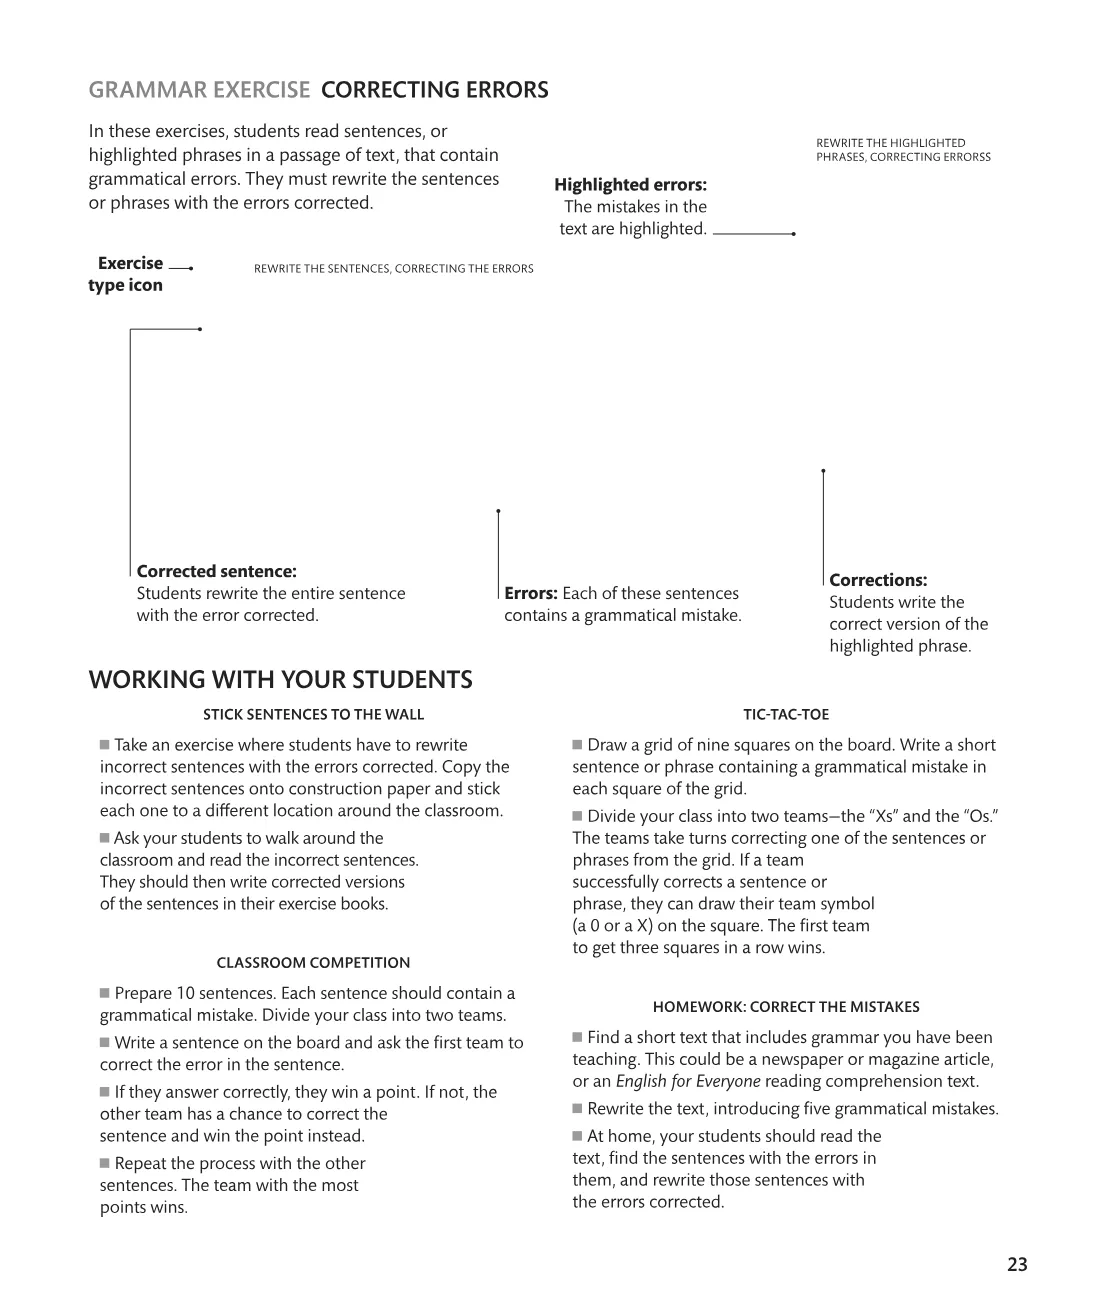 GRAMMAR EXERCISE CORRECTING ERRORS
In these exercises, students read sentences, or
highlighted phrases in a passage of text, that contain
grammatical errors. They must rewrite the sentences
or phrases with the errors corrected.
REWRITE THE HIGHLIGHTED
PHRASES, CORRECTING ERRORSS
Highlighted errors:
The mistakes in the
text are highlighted.
Exercise
type icon
REWRITE THE SENTENCES, CORRECTING THE ERRORS
Corrected sentence:
Students rewrite the entire sentence
with the error corrected.
Errors: Each of these sentences
contains a grammatical mistake.
Corrections:
Students write the
correct version of the
highlighted phrase.
WORKING WITH YOUR STUDENTS
STICK SENTENCES TO THE WALL
■ Take an exercise where students have to rewrite
incorrect sentences with the errors corrected. Copy the
incorrect sentences onto construction paper and stick
each one to a different location around the classroom.
■ Ask your students to walk around the
classroom and read the incorrect sentences.
They should then write corrected versions
of the sentences in their exercise books.
CLASSROOM COMPETITION
■ Prepare 10 sentences. Each sentence should contain a
grammatical mistake. Divide your class into two teams.
■ Write a sentence on the board and ask the first team to
correct the error in the sentence.
■ If they answer correctly, they win a point. If not, the
other team has a chance to correct the
sentence and win the point instead.
■ Repeat the process with the other
sentences. The team with the most
points wins.
TIC-TAC-TOE
■ Draw a grid of nine squares on the board. Write a short
sentence or phrase containing a grammatical mistake in
each square of the grid.
■ Divide your class into two teams—the “Xs” and the “Os.”
The teams take turns correcting one of the sentences or
phrases from the grid. If a team
successfully corrects a sentence or
phrase, they can draw their team symbol
(a 0 or a X) on the square. The first team
to get three squares in a row wins.
HOMEWORK: CORRECT THE MISTAKES
■ Find a short text that includes grammar you have been
teaching. This could be a newspaper or magazine article,
or an English for Everyone reading comprehension text.
■ Rewrite the text, introducing five grammatical mistakes.
■ At home, your students should read the
text, find the sentences with the errors in
them, and rewrite those sentences with
the errors corrected.
23